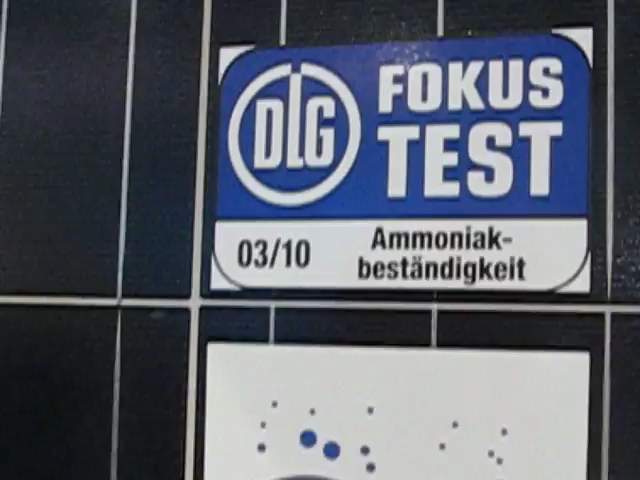 DLG
FOKUS
TEST
03/10
Ammoniak-
beständigkeit